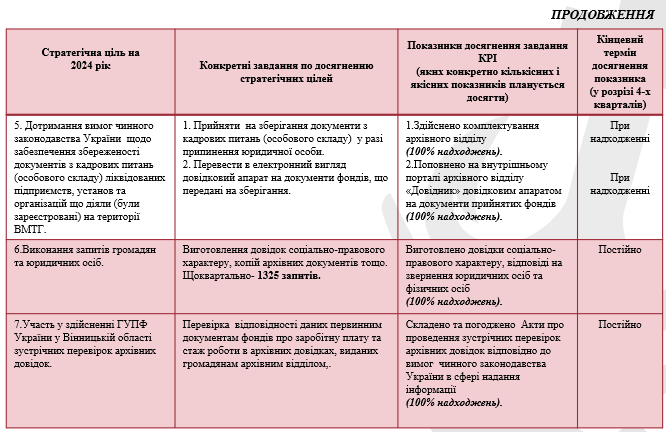 ПРОДОВЖЕННЯ
Стратегічна ціль на
2024 рік
Конкретні завдання по досягненню
стратегічних цілей
Показники досягнення завдання
КРІ
(яких конкретно кількісних і
якісних показників планується
досягти)
Кінцевий
термін
досягнення
показника
(у розрізі 4-х
кварталів)
5. Дотримання вимог чинного
законодавства України щодо
забезпечення збереженості
документів з кадрових питань
(особового складу) ліквідованих
підприємств, установ та
організацій що діяли (були
зареєстровані) на території
ВМТГ.
1. Прийняти на зберігання документи з
кадрових питань (особового складу) у разі
припинення юридичної особи.
2. Перевести в електронний вигляд
довідковий апарат на документи фондів, що
передані на зберігання.
1.Здійснено комплектування
архівного відділу
(100% надходжень).
2.Поповнено на внутрішньому
порталі архівного відділу
«Довідник» довідковим апаратом
на документи прийнятих фондів
(100% надходжень).
При
надходженні
При
надходженні
6.Виконання запитів громадян
та юридичних осіб.
Виготовлення довідок соціально-правового
характеру, копій архівних документів тощо.
Щоквартально- 1325 запитів.
Виготовлено довідки соціально-
правового характеру, відповіді на
звернення юридичних осіб та
фізичних осіб
(100% надходжень).
Постійно
7.Участь у здійсненні ГУПФ
України у Вінницькій області
зустрічних перевірок архівних
довідок.
Перевірка відповідності даних первинним
документам фондів про заробітну плату та
стаж роботи в архівних довідках, виданих
громадянам архівним відділом,.
Складено та погоджено Акти про
проведення зустрічних перевірок
архівних довідок відповідно до
вимог чинного законодавства
України в сфері надання
інформації
(100% надходжень).
Постійно